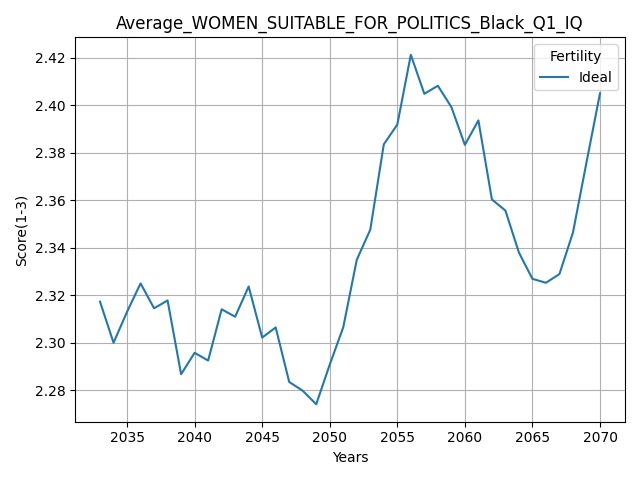 Average_WOMEN_SUITABLE_FOR_POLITICS_Black_Q1_IQ
Fertility
Ideal
Score(1-3)
2.42
2.40
2.38
2.36
2.34
2.32
2.30
2.28
2035 2040 2045 2050 2055 2060 2065 2070
Years